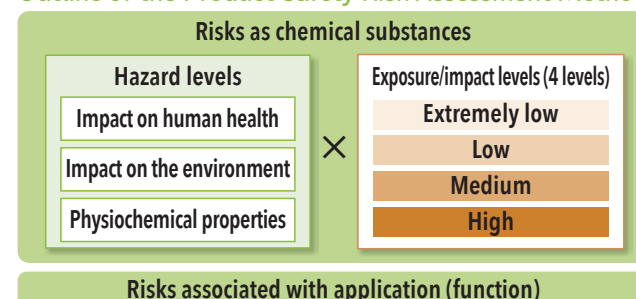 Risks as chemical substances
Hazard levels
Impact on human health
Impact on the environment
Physiochemical properties
×
Exposure/impact levels (4 levels)
Extremely low
Low
Medium
High
Risks associated with application (function)